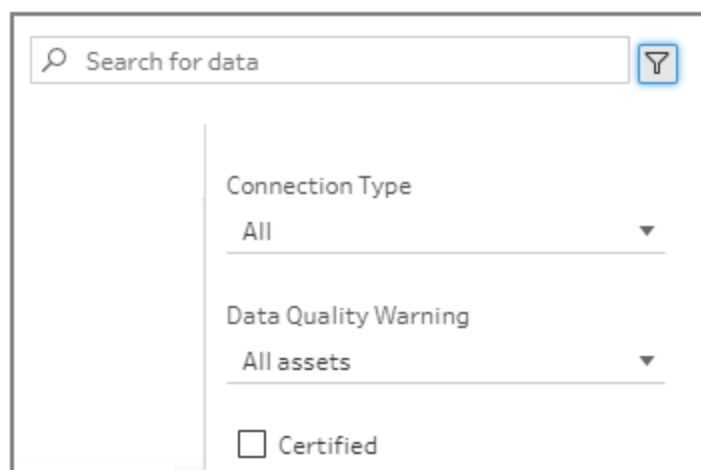 Search for data
Connection Type
All
Data Quality Warning
All assets
Certified